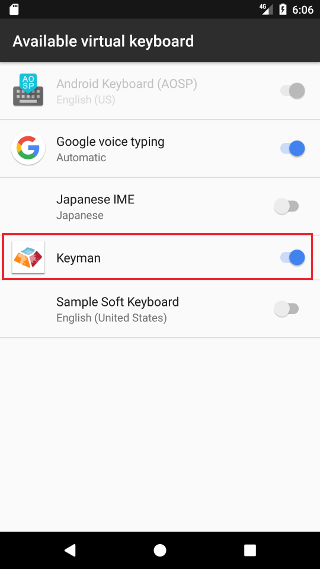 4G 6:06
Available virtual keyboard
AO
SP
Android Keyboard (AOSP)
English (US)
Google voice typing
Automatic
Japanese IME
Japanese
Keyman
Sample Soft Keyboard
English (United States)